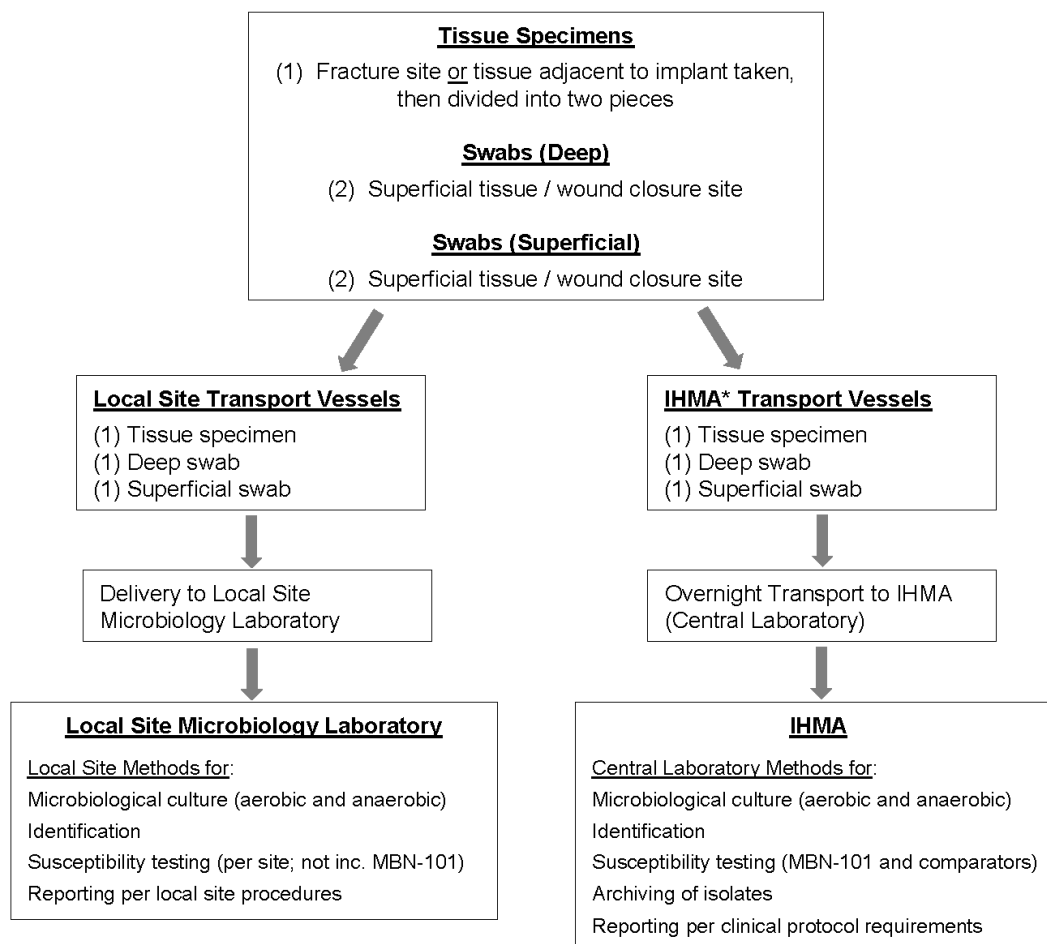 Tissue Specimens
(1) Fracture site or tissue adjacent to implant taken,
then divided into two pieces
Swabs (Deep)
(2) Superficial tissue / wound closure site
Swabs (Superficial)
(2) Superficial tissue / wound closure site
Local Site Transport Vessels
(1) Tissue specimen
(1) Deep swab
(1) Superficial swab
IHMA* Transport Vessels
(1) Tissue specimen
(1) Deep swab
(1) Superficial swab
Delivery to Local Site
Microbiology Laboratory
Overnight Transport to IHMA
(Central Laboratory)
Local Site Microbiology Laboratory
Local Site Methods for:
Microbiological culture (aerobic and anaerobic)
Identification
Susceptibility testing (per site; not inc. MBN-101)
Reporting per local site procedures
IHMA
Central Laboratory Methods for:
Microbiological culture (aerobic and anaerobic)
Identification
Susceptibility testing (MBN-101 and comparators)
Archiving of isolates
Reporting per clinical protocol requirements